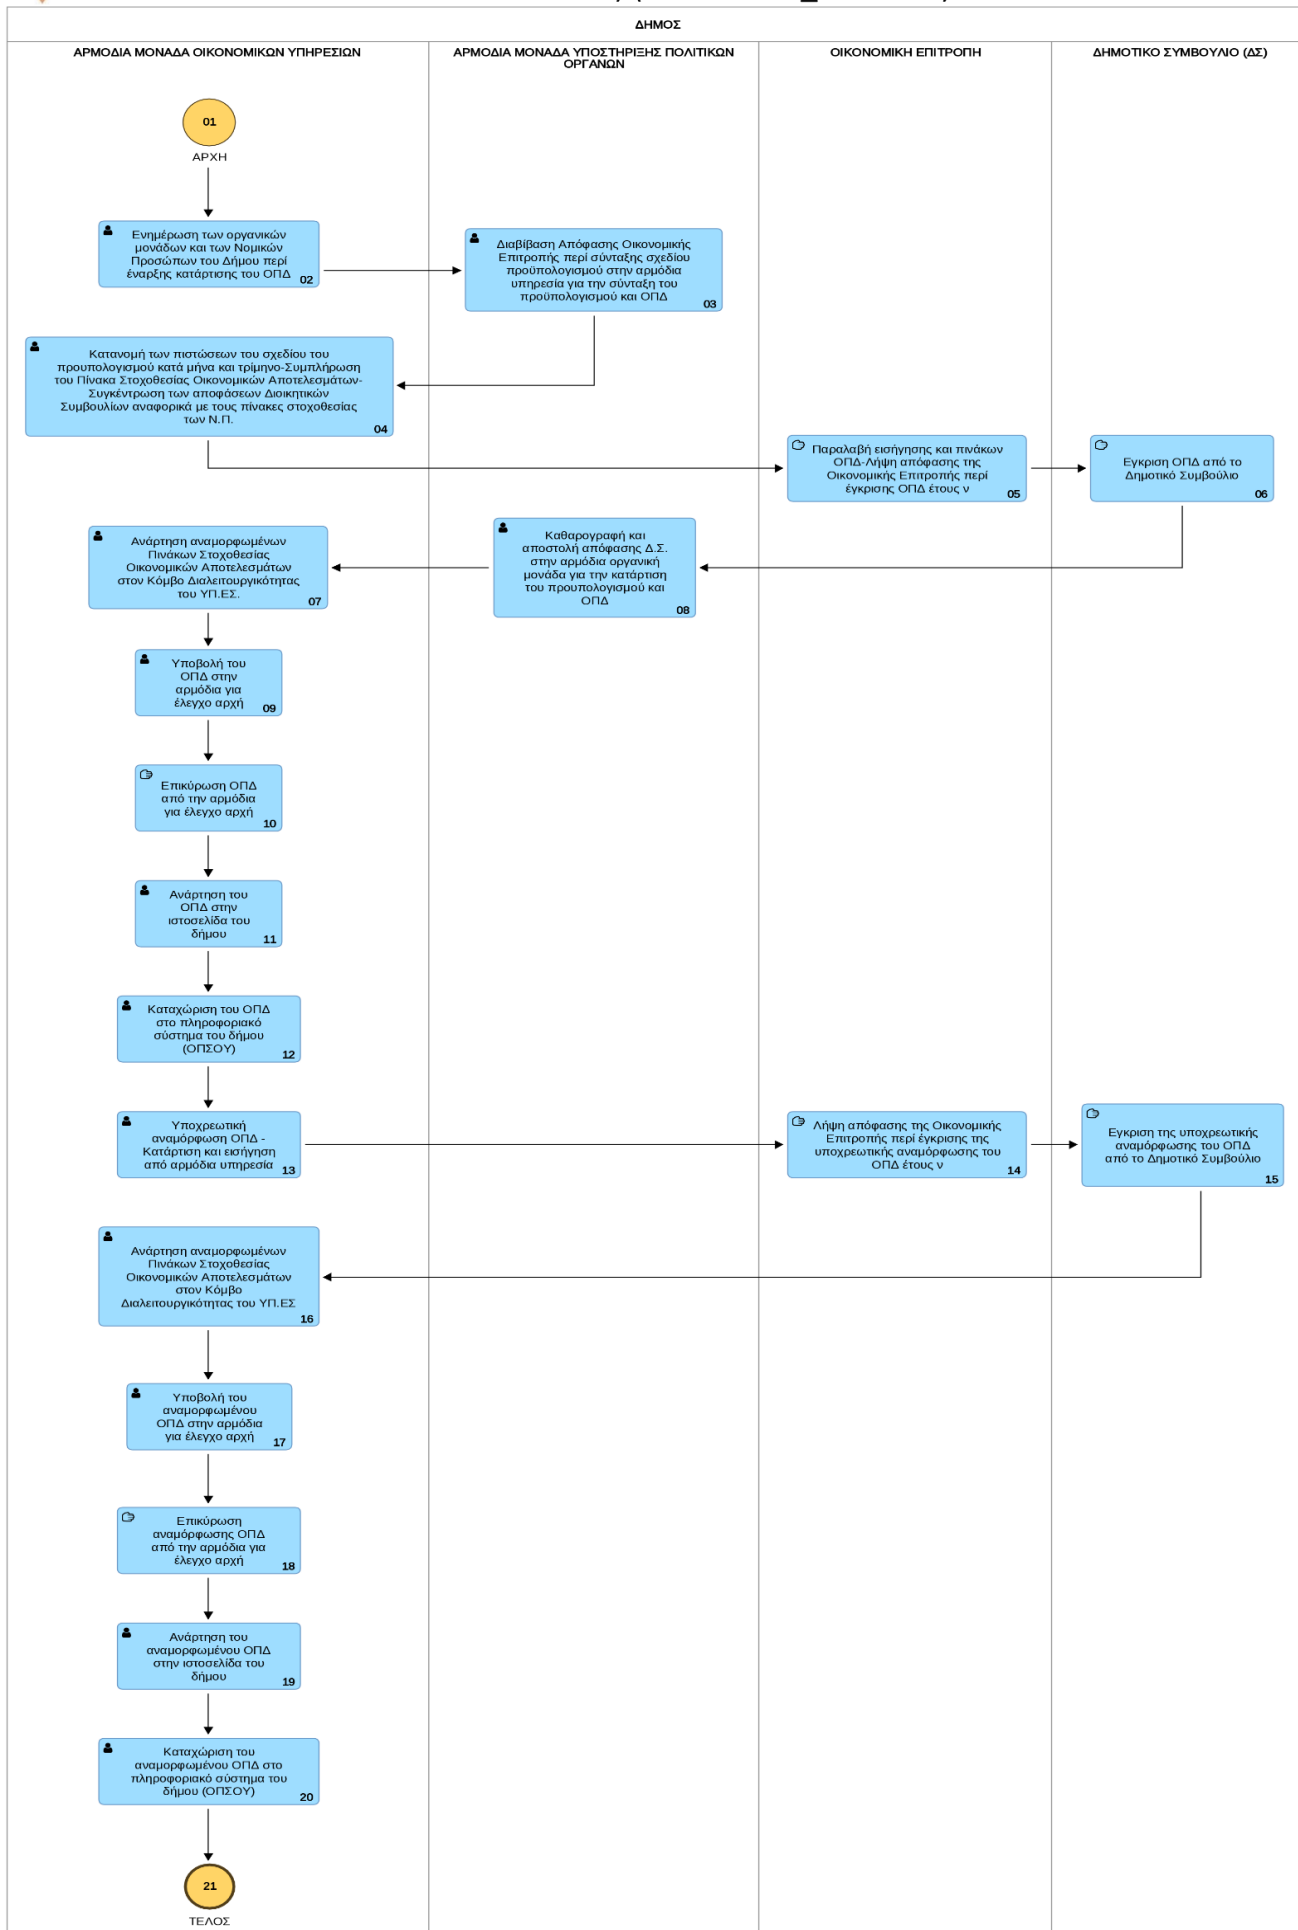 ΔΗΜΟΣ
ΑΡΜΟΔΙΑ ΜΟΝΑΔΑ ΟΙΚΟΝΟΜΙΚΩΝ ΥΠΗΡΕΣΙΩΝ
ΑΡΜΟΔΙΑ ΜΟΝΑΔΑ ΥΠΟΣΤΗΡΙΞΗΣ ΠΟΛΙΤΙΚΩΝ
ΟΡΓΑΝΩΝ
ΟΙΚΟΝΟΜΙΚΗ ΕΠΙΤΡΟΠΗ
ΔΗΜΟΤΙΚΟ ΣΥΜΒΟΥΛΙΟ (ΔΣ)
01
ΑΡΧΗ
Ενημέρωση των οργανικών
μονάδων και των Νομικών
Προσώπων του Δήμου περί
έναρξης κατάρτισης του ΟΠΔ
02
Διαβίβαση Απόφασης Οικονομικής
Επιτροπής περί σύνταξης σχεδίου
προϋπολογισμού στην αρμόδια
υπηρεσία για την σύνταξη του
προϋπολογισμού και ΟΠΔ
03
Κατανομή των πιστώσεων του σχεδίου του
προυπολογισμού κατά μήνα και τρίμηνο-Συμπλήρωση
του Πίνακα Στοχοθεσίας Οικονομικών Αποτελεσμάτων-
Συγκέντρωση των αποφάσεων Διοικητικών
Συμβουλίων αναφορικά με τους πίνακες στοχοθεσίας
των Ν.Π.
04
Παραλαβή εισήγησης και πινάκων
ΟΠΔ-Λήψη απόφασης της
Οικονομικής Επιτροπής περί
έγκρισης ΟΠΔ έτους ν
05
Εγκριση ΟΠΔ από το
Δημοτικό Συμβούλιο
06
Ανάρτηση αναμορφωμένων
Πινάκων Στοχοθεσίας
Οικονομικών Αποτελεσμάτων
στον Κόμβο Διαλειτουργικότητας
του ΥΠ.ΕΣ.
07
Καθαρογραφή και
αποστολή απόφασης Δ.Σ.
στην αρμόδια οργανική
μονάδα για την κατάρτιση
του προυπολογισμού και
ΟΠΔ
08
Υποβολή του
ΟΠΔ στην
αρμόδια για
έλεγχο αρχή
09
Επικύρωση ΟΠΔ
από την αρμόδια
για έλεγχο αρχή
10
Ανάρτηση του
ΟΠΔ στην
ιστοσελίδα του
δήμου
11
Καταχώριση του ΟΠΔ
στο πληροφοριακό
σύστημα του δήμου
(ΟΠΣΟΥ)
12
Υποχρεωτική
αναμόρφωση ΟΠΔ -
Κατάρτιση και εισήγηση
από αρμόδια υπηρεσία
13
Λήψη απόφασης της Οικονομικής
Επιτροπής περί έγκρισης της
υποχρεωτικής αναμόρφωσης του
ΟΠΔ έτους ν
14
Εγκριση της υποχρεωτικής
αναμόρφωσης του ΟΠΔ
από το Δημοτικό Συμβούλιο
15
Ανάρτηση αναμορφωμένων
Πινάκων Στοχοθεσίας
Οικονομικών Αποτελεσμάτων
στον Κόμβο
Διαλειτουργικότητας του ΥΠ.ΕΣ
16
Υποβολή του
αναμορφωμένου
ΟΠΔ στην αρμόδια
για έλεγχο αρχή
17
Επικύρωση
αναμόρφωσης ΟΠΔ
από την αρμόδια για
έλεγχο αρχή
18
Ανάρτηση του
αναμορφωμένου ΟΠΔ
στην ιστοσελίδα του
δήμου
19
Καταχώριση του
αναμορφωμένου ΟΠΔ στο
πληροφοριακό σύστημα του
δήμου (ΟΠΣΟΥ)
20
21
ΤΕΛΟΣ